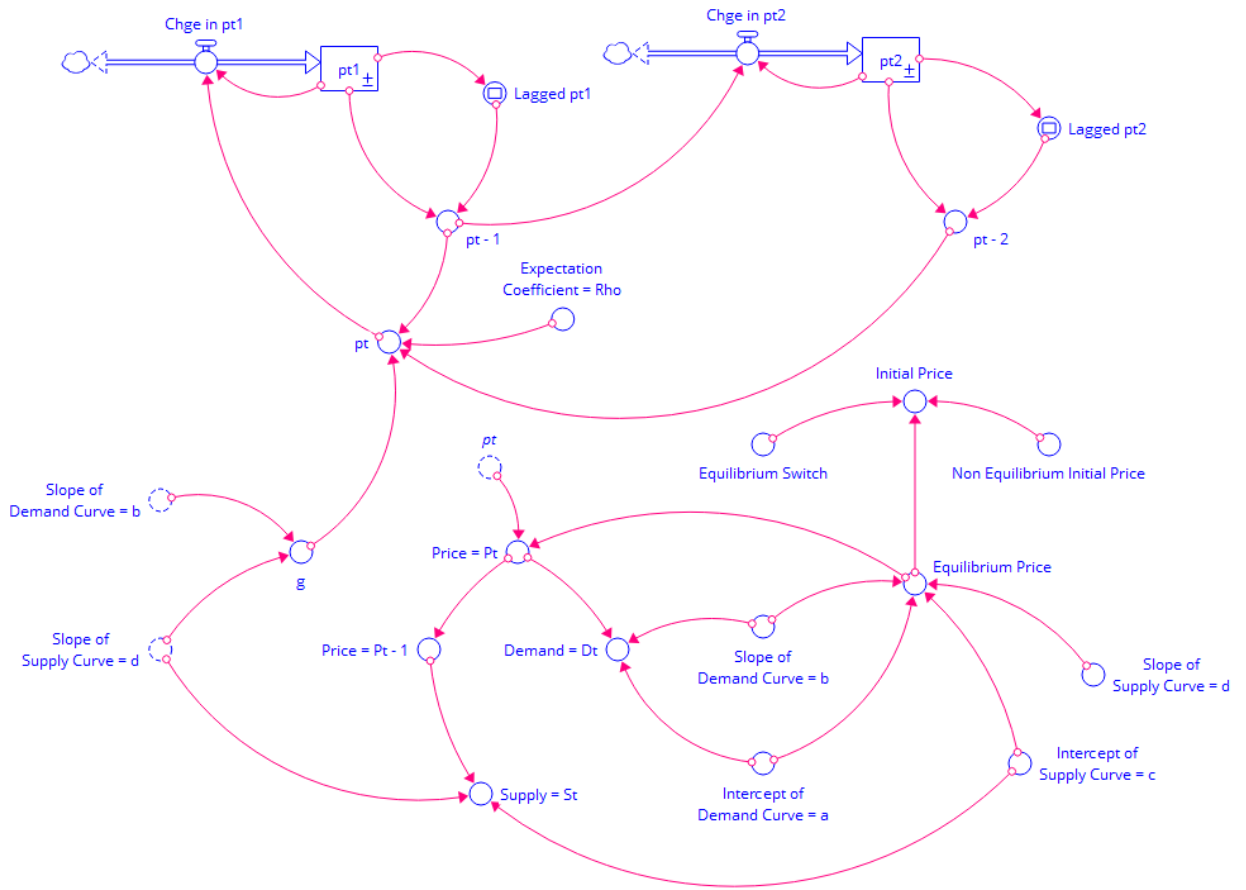 Chge in pt1
Chge in pt2
pt1
±
pt2
±
Lagged pt1
Lagged pt2
pt - 1
pt - 2
Expectation
Coefficient = Rho
pt
Initial Price
pt
Equilibrium Switch
Non Equilibrium Initial Price
Slope of
Demand Curve = b
Price = Pt
g
Equilibrium Price
Slope of
Supply Curve = d
Price = Pt - 1
Demand = Dt
Slope of
Demand Curve = b
Slope of
Supply Curve = d
Intercept of
Supply Curve = c
Supply = St
Intercept of
Demand Curve = a